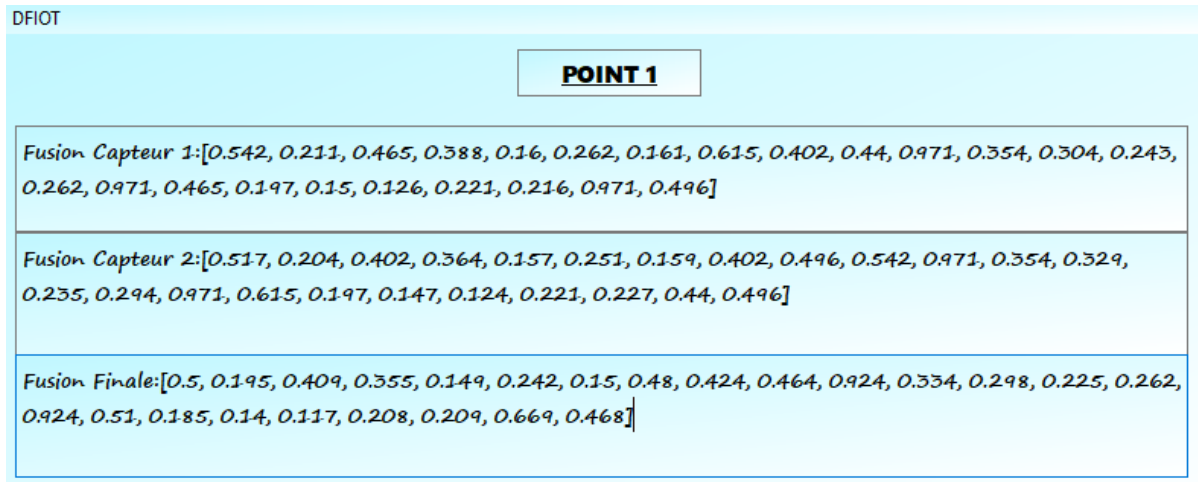 DFIOT
POINT 1
Fusion Capteur 1:[0.542, 0.211, 0.465, 0.388, 0.16, 0.262, 0.161, 0.615, 0.402, 0.44, 0.971, 0.354, 0.304, 0.243,
0.262, 0.971, 0.465, 0.197, 0.15, 0.126, 0.221, 0.216, 0.971, 0.496]
Fusion Capteur 2:[0.517, 0.204, 0.402, 0.364, 0.157, 0.251, 0.159, 0.402, 0.496, 0.542, 0.971, 0.354, 0.329,
0.235, 0.294, 0.971, 0.615, 0.197, 0.147, 0.124, 0.221, 0.227, 0.44, 0.496]
Fusion Finale:[0.5, 0.195, 0.409, 0.355, 0.149, 0.242, 0.15, 0.48, 0.424, 0.464, 0.924, 0.334, 0.298, 0.225, 0.262,
0.924, 0.51, 0.185, 0.14, 0.117, 0.208, 0.209, 0.669, 0.468]